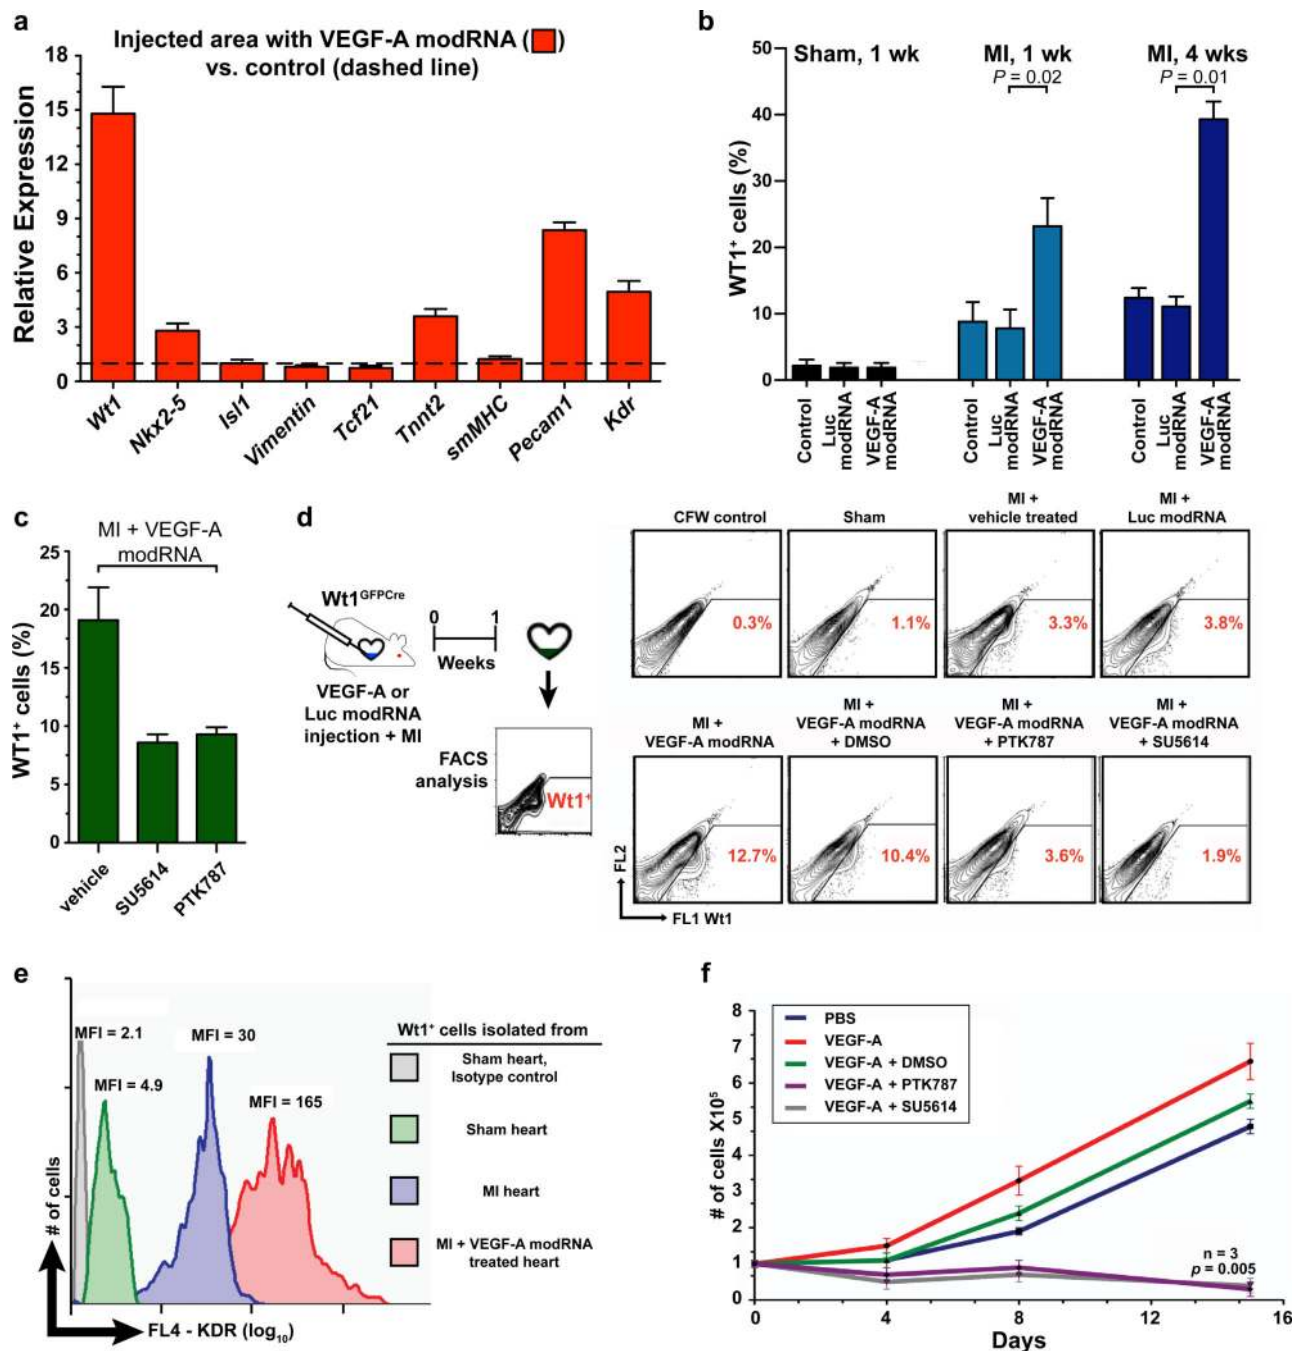 a
Injected area with VEGF-A modRNA ( )
vs. control (dashed line)
Relative Expression
18
15
12
9
6
3
0
Wt1
Nkx2-5
Isl1
Vimentin
Tcf21
Tnnt2
smMHC
Pecam1
Kdr
b
WT1+ cells (%)
50
40
30
20
10
0
Sham, 1 wk
MI, 1 wk
P = 0.02
MI, 4 wks
P = 0.01
Control
Luc
modRNA
VEGF-A
modRNA
Control
Luc
modRNA
VEGF-A
modRNA
Control
Luc
modRNA
VEGF-A
modRNA
c
MI + VEGF-A
modRNA
WT1+ cells (%)
25
20
15
10
5
0
vehicle
SU5614
PTK787
d
Wt1GFPCre
0 1
Weeks
VEGF-A or
Luc modRNA
injection + MI
FACS
analysis
Wt1+
CFW control
0.3%
Sham
1.1%
MI +
vehicle treated
3.3%
MI +
Luc modRNA
3.8%
MI +
VEGF-A modRNA
12.7%
MI +
VEGF-A modRNA
+ DMSO
10.4%
MI +
VEGF-A modRNA
+ PTK787
3.6%
MI +
VEGF-A modRNA
+ SU5614
1.9%
FL2
FL1 Wt1
e
MFI = 2.1
MFI = 4.9
MFI = 30
MFI = 165
# of cells
FL4 - KDR (log10)
Wt1+ cells isolated from
Sham heart,
Isotype control
Sham heart
MI heart
MI + VEGF-A modRNA
treated heart
f
# of cells X10⁵
8
7
6
5
4
3
2
1
0
PBS
VEGF-A
VEGF-A + DMSO
VEGF-A + PTK787
VEGF-A + SU5614
n = 3
p = 0.005
0 4 8 12 16
Days